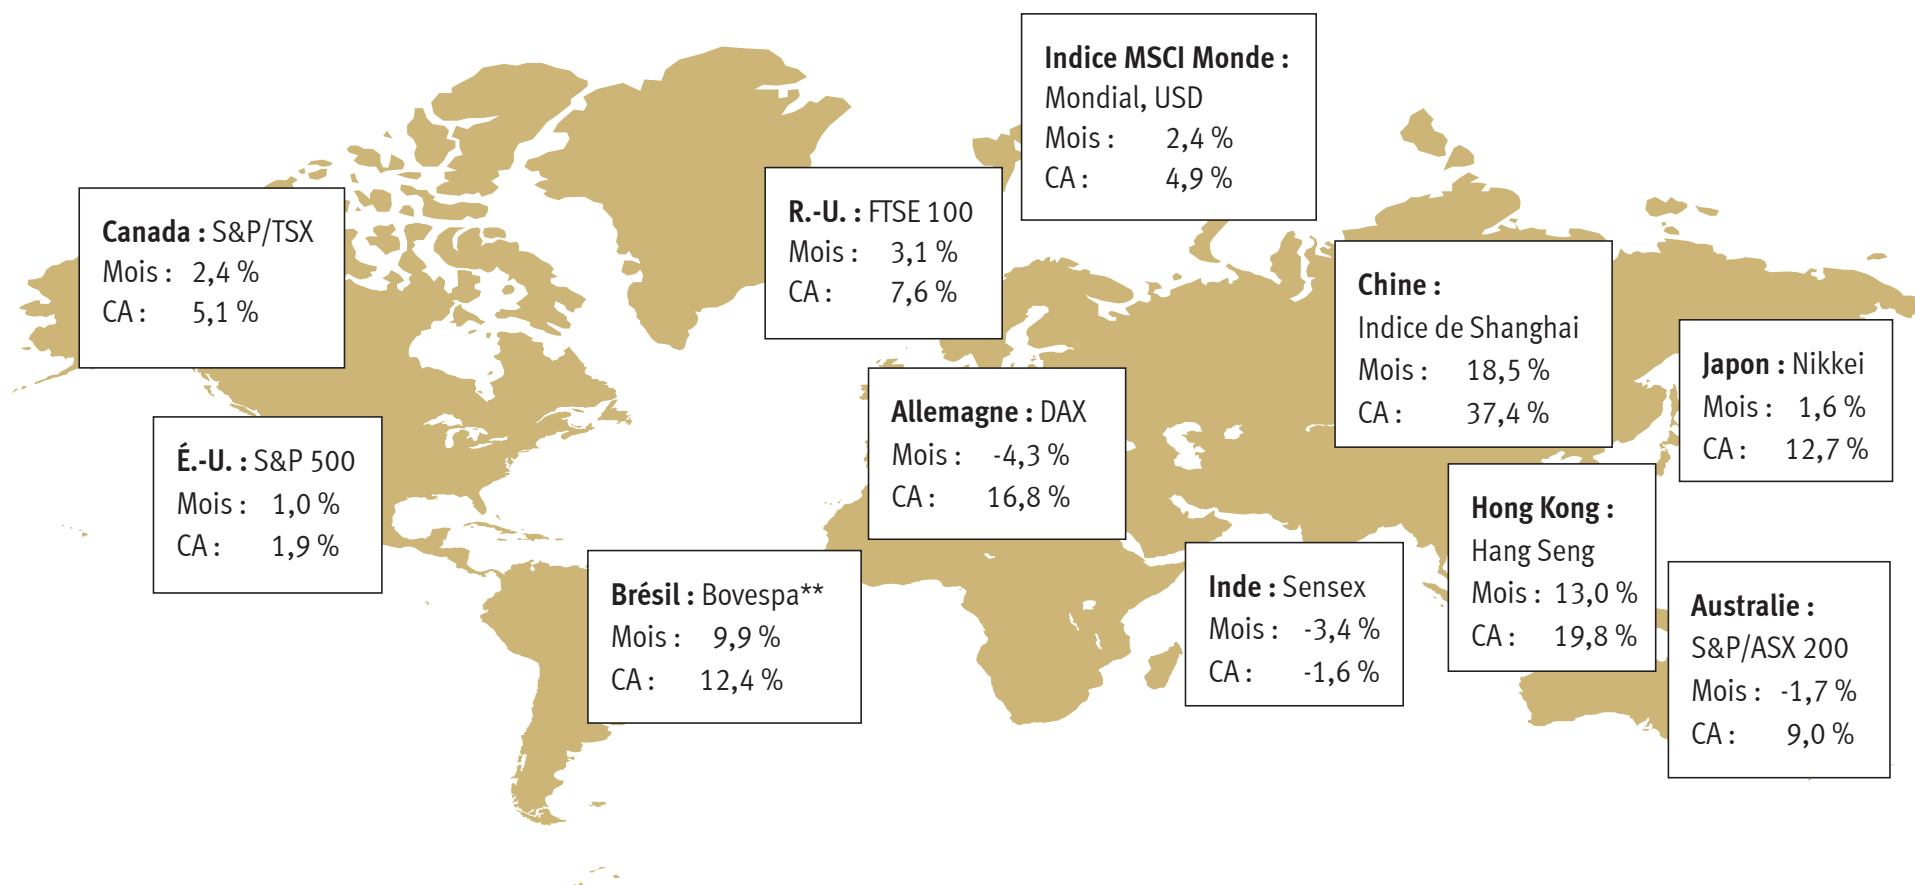 Indice MSCI Monde :
Mondial, USD
Mois : 2,4 %
CA : 4,9 %
R.-U. : FTSE 100
Mois : 3,1 %
CA : 7,6 %
Canada : S&P/TSX
Mois : 2,4 %
CA : 5,1 %
Chine :
Indice de Shanghai
Mois : 18,5 %
CA : 37,4 %
Japon : Nikkei
Mois : 1,6 %
CA : 12,7 %
Allemagne : DAX
Mois : -4,3 %
CA : 16,8 %
É.-U. : S&P 500
Mois : 1,0 %
CA : 1,9 %
Hong Kong :
Hang Seng
Mois : 13,0 %
CA : 19,8 %
Brésil : Bovespa**
Mois : 9,9 %
CA : 12,4 %
Inde : Sensex
Mois : -3,4 %
CA : -1,6 %
Australie :
S&P/ASX 200
Mois : -1,7 %
CA : 9,0 %